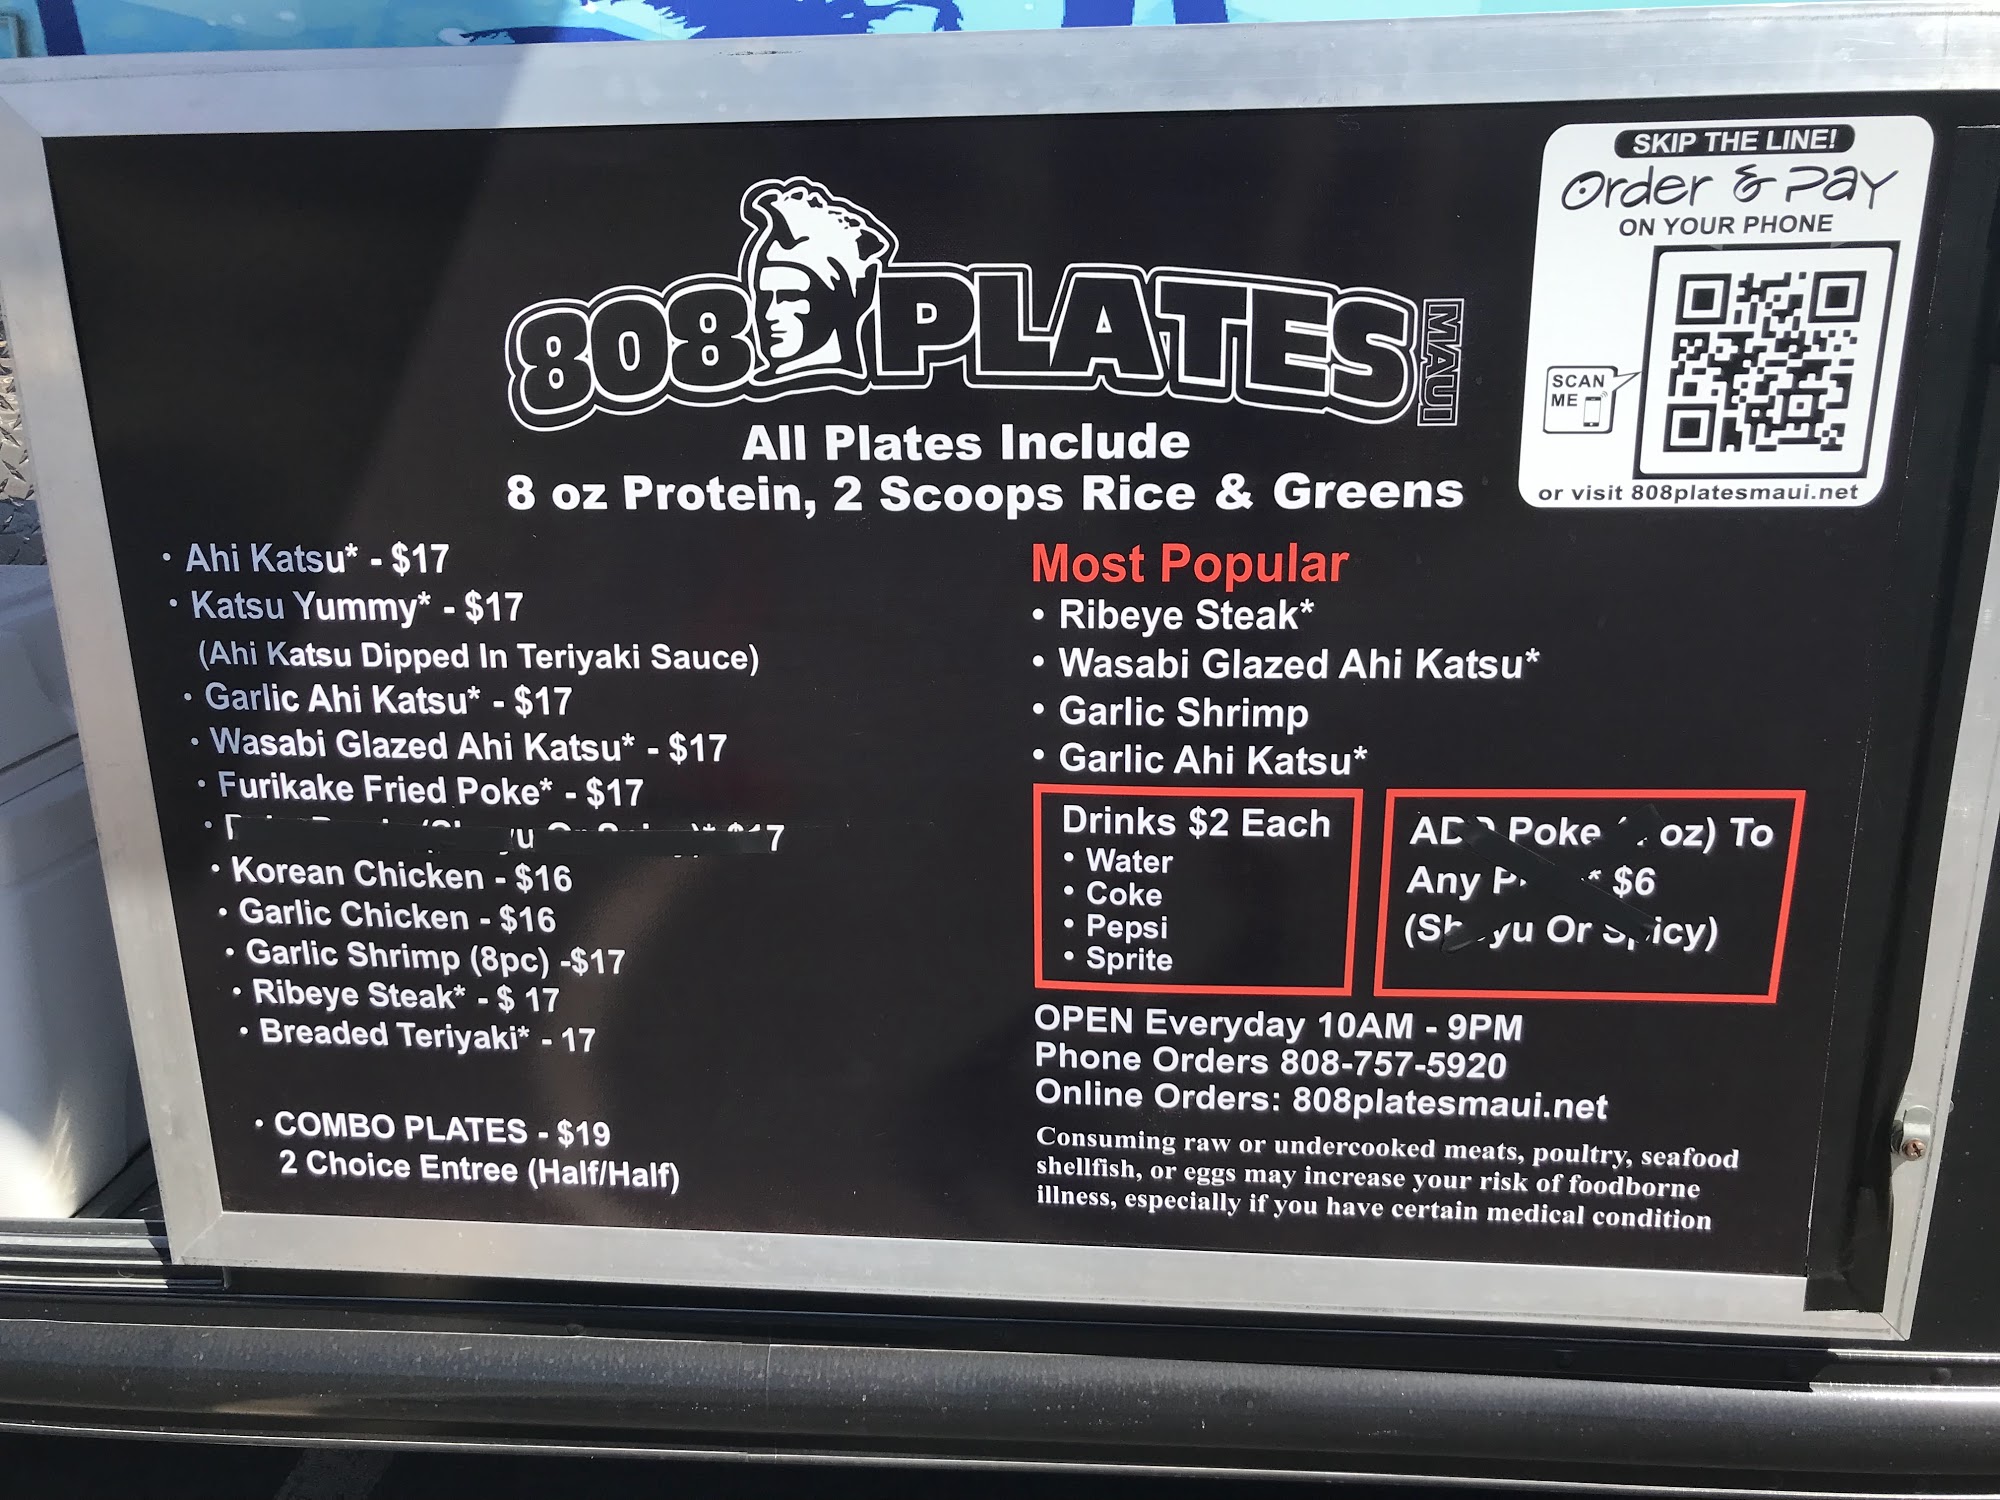 SKIP THE LINE!
Order & Pay
ON YOUR PHONE
SCAN
ME
or visit 808platesmaui.net
808 PLATES MAUI
All Plates Include
8 oz Protein, 2 Scoops Rice & Greens
• Ahi Katsu* - $17
• Katsu Yummy* - $17
(Ahi Katsu Dipped In Teriyaki Sauce)
• Garlic Ahi Katsu* - $17
• Wasabi Glazed Ahi Katsu* - $17
• Furikake Fried Poke* - $17
• Korean Chicken - $16
• Garlic Chicken - $16
• Garlic Shrimp (8pc) -$17
• Ribeye Steak* - $ 17
• Breaded Teriyaki* - 17
• COMBO PLATES - $19
2 Choice Entree (Half/Half)
Most Popular
• Ribeye Steak*
• Wasabi Glazed Ahi Katsu*
• Garlic Shrimp
• Garlic Ahi Katsu*
Drinks $2 Each
• Water
• Coke
• Pepsi
• Sprite
Poke oz) To
Any $6
Or
OPEN Everyday 10AM - 9PM
Phone Orders 808-757-5920
Online Orders: 808platesmaui.net
Consuming raw or undercooked meats, poultry, seafood
shellfish, or eggs may increase your risk of foodborne
illness, especially if you have certain medical condition